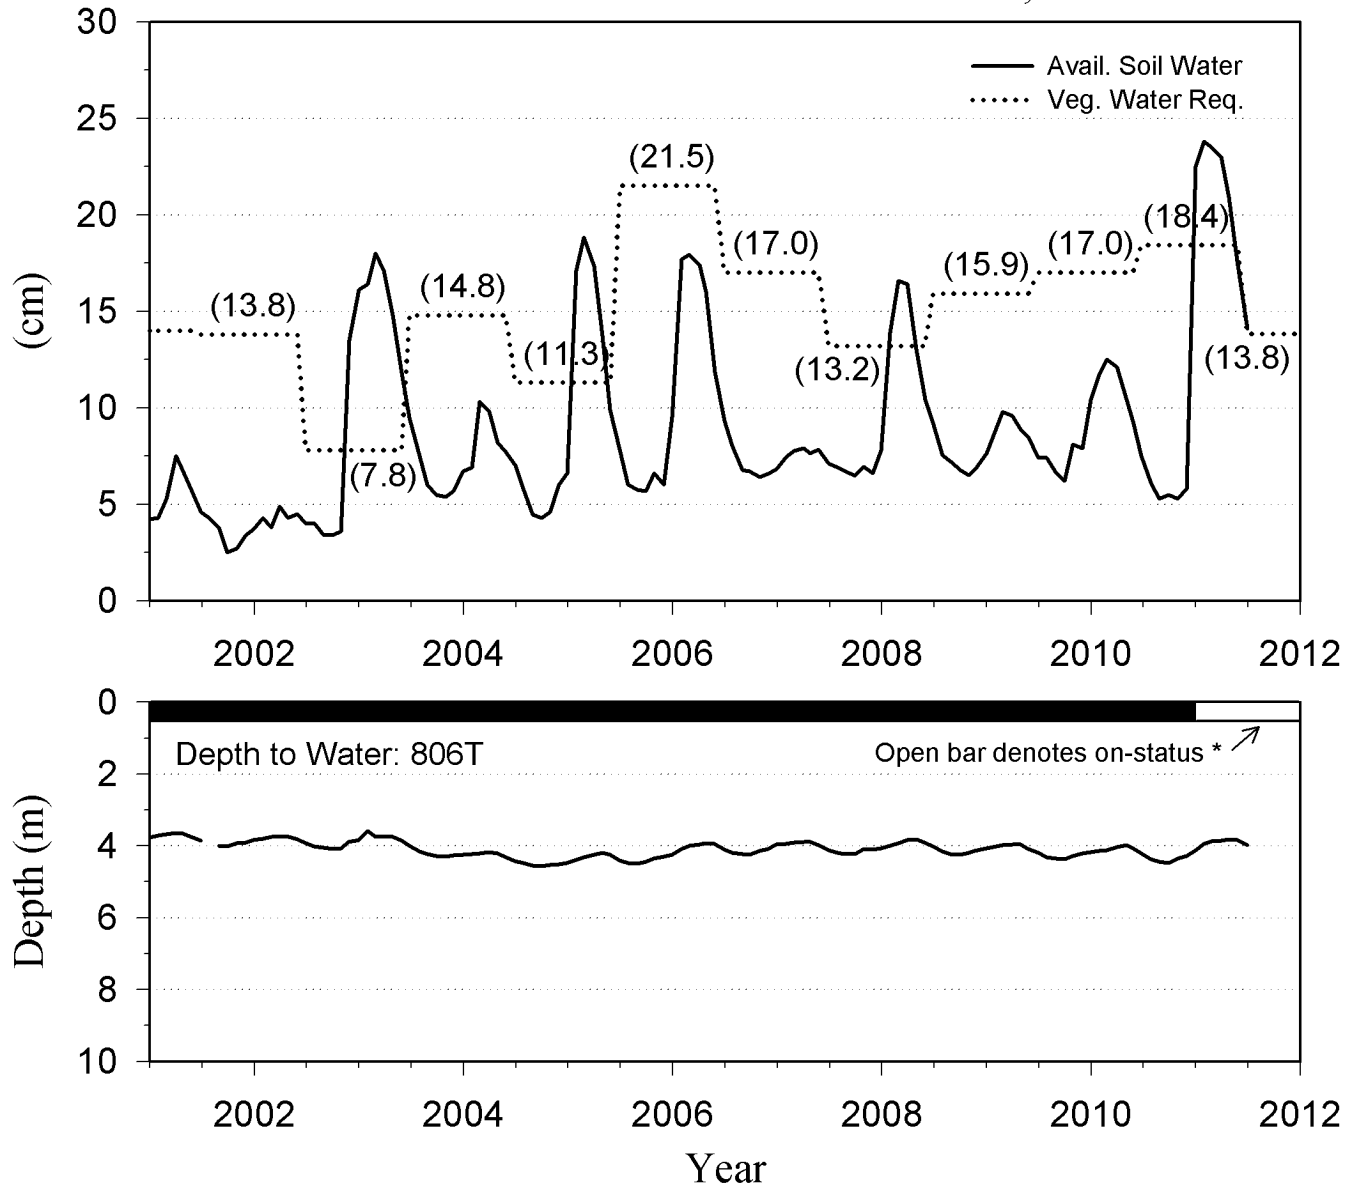 30
25
20
15
10
5
0
(cm)
Avail. Soil Water
Veg. Water Req.
(13.8)
(7.8)
(14.8)
(11.3)
(21.5)
(17.0)
(13.2)
(15.9)
(17.0)
(18.4)
(13.8)
2002 2004 2006 2008 2010 2012
0
2
4
6
8
10
Depth (m)
Depth to Water: 806T
Open bar denotes on-status *
2002 2004 2006 2008 2010 2012
Year